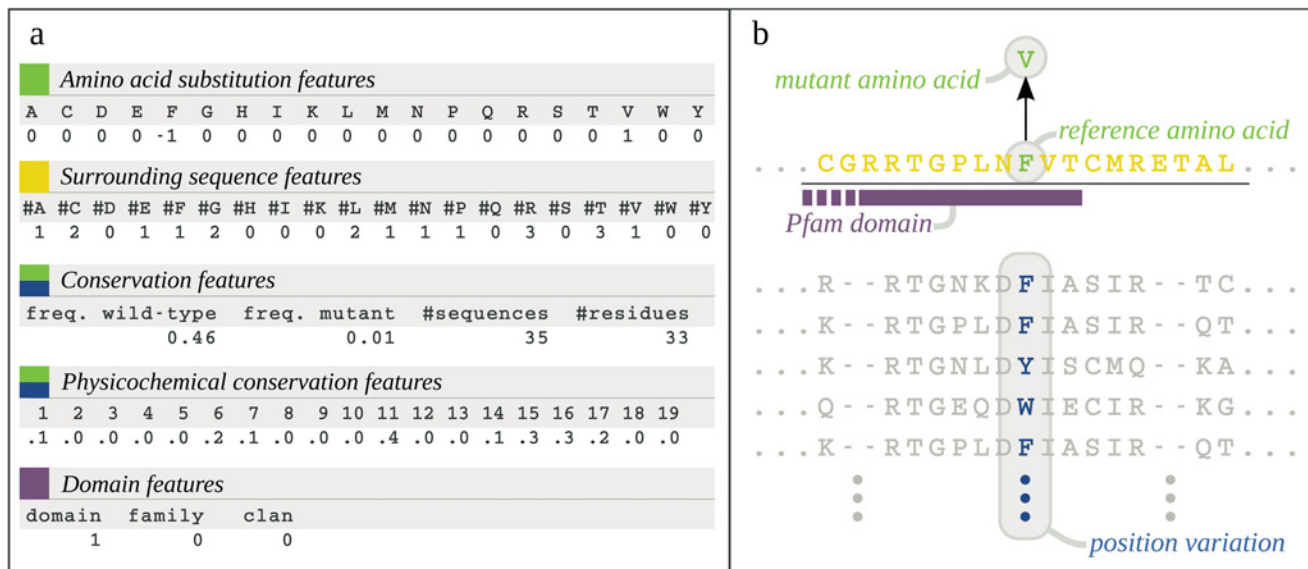 a
Amino acid substitution features
A C D E F G H I K L M N P Q R S T V W Y
0 0 0 0 -1 0 0 0 0 0 0 0 0 0 0 0 0 1 0 0
Surrounding sequence features
#A #C #D #E #F #G #H #I #K #L #M #N #P #Q #R #S #T #V #W #Y
1 2 0 1 1 2 0 0 0 2 1 1 1 0 3 0 3 1 0 0
Conservation features
freq. wild-type freq. mutant #sequences #residues
0.46 0.01 35 33
Physicochemical conservation features
1 2 3 4 5 6 7 8 9 10 11 12 13 14 15 16 17 18 19
.1 .0 .0 .0 .0 .2 .1 .0 .0 .0 .4 .0 .0 .1 .3 .3 .2 .0 .0
Domain features
domain family clan
1 0 0
b
V
mutant amino acid
reference amino acid
...CGRRTGPLNFVTCMRETAL...
Pfam domain
...R--RTGNKDFIASIR--TC...
...K--RTGPLDFIASIR--QT...
...K--RTGNLDYISCMQ--KA...
...Q--RTGEQDWIECIR--KG...
...K--RTGPLDFIASIR--QT...
position variation